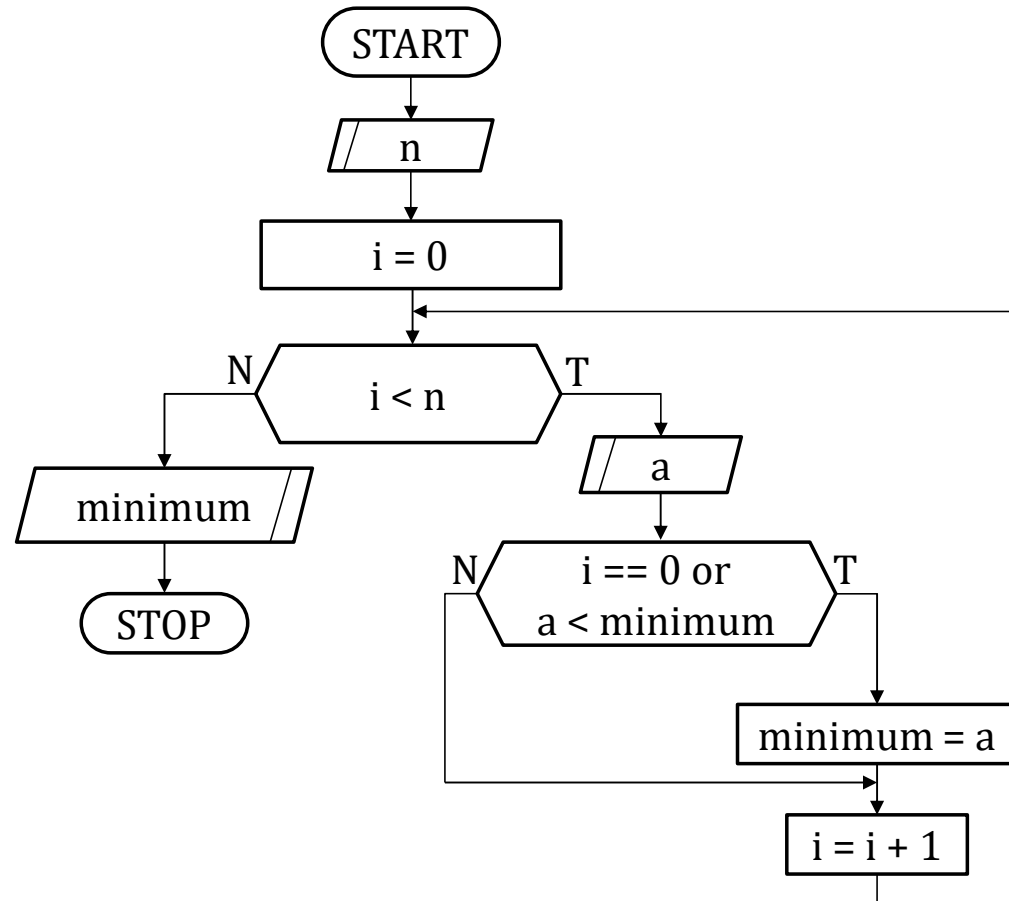 START
n
i = 0
N
i < n
T
a
minimum
STOP
N
i == 0 or
a < minimum
T
minimum = a
i = i + 1